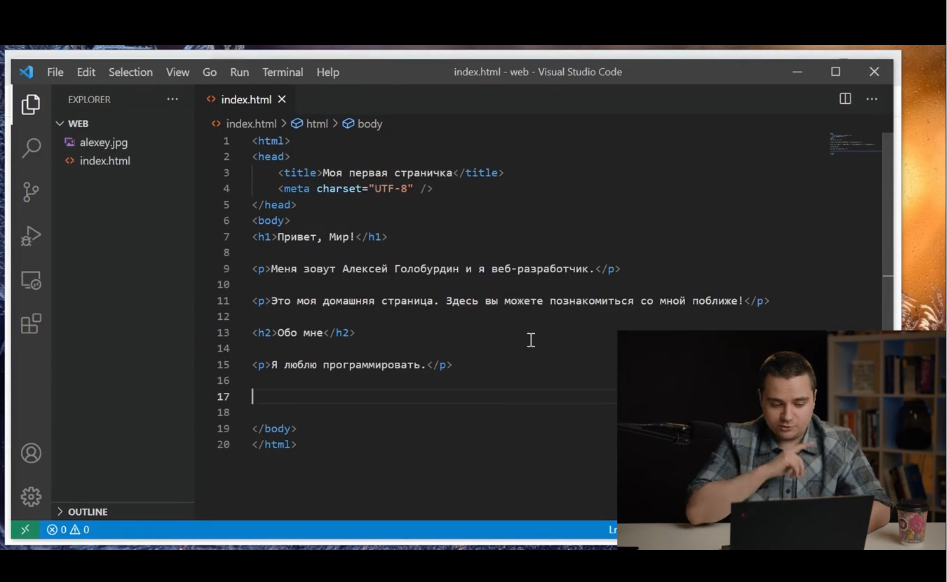 File Edit Selection View Go Run Terminal Help
index.html - web - Visual Studio Code
EXPLORER
index.html
WEB
index.html > html > body
alexey.jpg
index.html
1 <html>
2 <head>
3 <title>Моя первая страничка</title>
4 <meta charset="UTF-8" />
5 </head>
6 <body>
7 <h1>Привет, Мир!</h1>
8
9 <p>Меня зовут Алексей Голобурдин и я веб-разработчик.</p>
10
11 <p>Это моя домашняя страница. Здесь вы можете познакомиться со мной поближе!</p>
12
13 <h2>Обо мне</h2>
14
15 <p>Я люблю программировать.</p>
16
17
18
19 </body>
20 </html>
OUTLINE
0 0